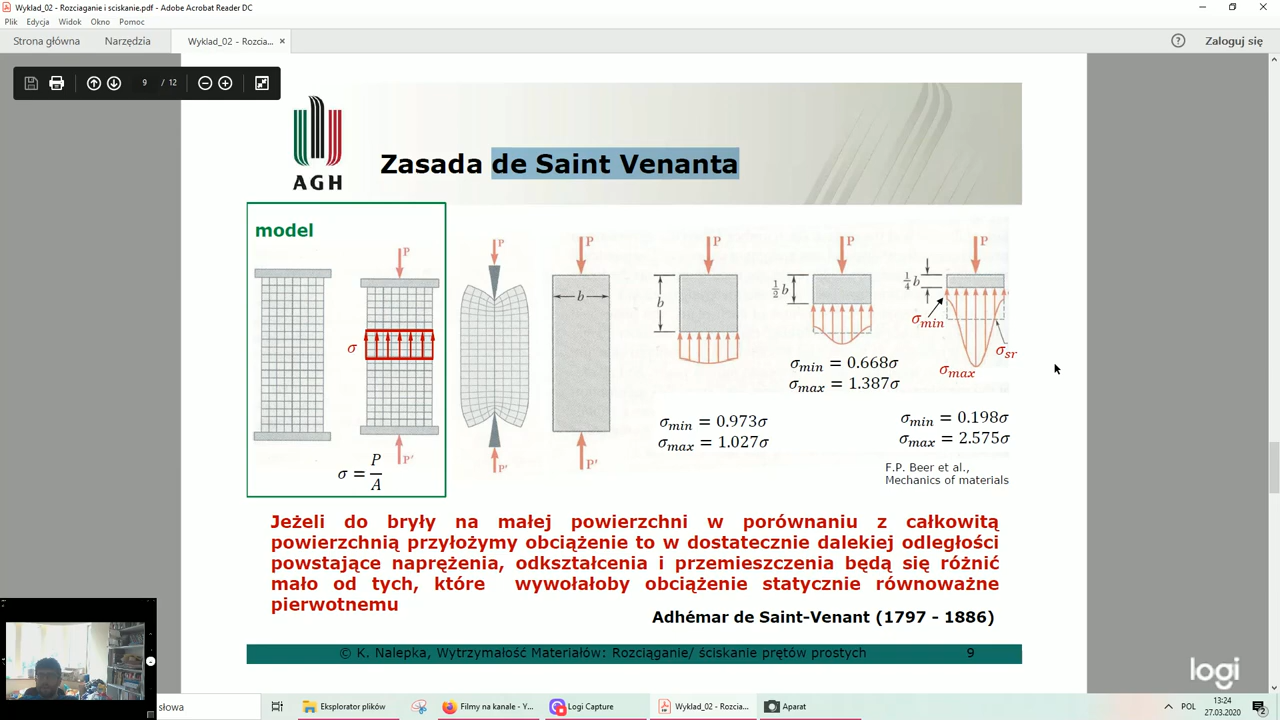 Wyklad_02 - Rozciaganie i sciskanie.pdf - Adobe Acrobat Reader DC
Plik Edycja Widok Okno Pomoc
Strona główna Narzędzia Wyklad_02 - Rozcia... × Zaloguj się
9 / 12
AGH
Zasada de Saint Venanta
model
P
σ
P'
σ = P/A
P
P'
P
b
P'
P
b
σmin = 0.973σ
σmax = 1.027σ
P
½ b
σmin = 0.668σ
σmax = 1.387σ
P
¼ b
σmin
σsr
σmax
σmin = 0.198σ
σmax = 2.575σ
F.P. Beer et al.,
Mechanics of materials
Jeżeli do bryły na małej powierzchni w porównaniu z całkowitą
powierzchnią przyłożymy obciążenie to w dostatecznie dalekiej odległości
powstające naprężenia, odkształcenia i przemieszczenia będą się różnić
mało od tych, które wywołałoby obciążenie statycznie równoważne
pierwotnemu
Adhémar de Saint-Venant (1797 - 1886)
© K. Nalepka, Wytrzymałość Materiałów: Rozciąganie/ ściskanie prętów prostych 9
logi
słowa Eksplorator plików Filmy na kanale - Y... Logi Capture Wyklad_02 - Rozcia... Aparat POL 13:24
27.03.2020 2